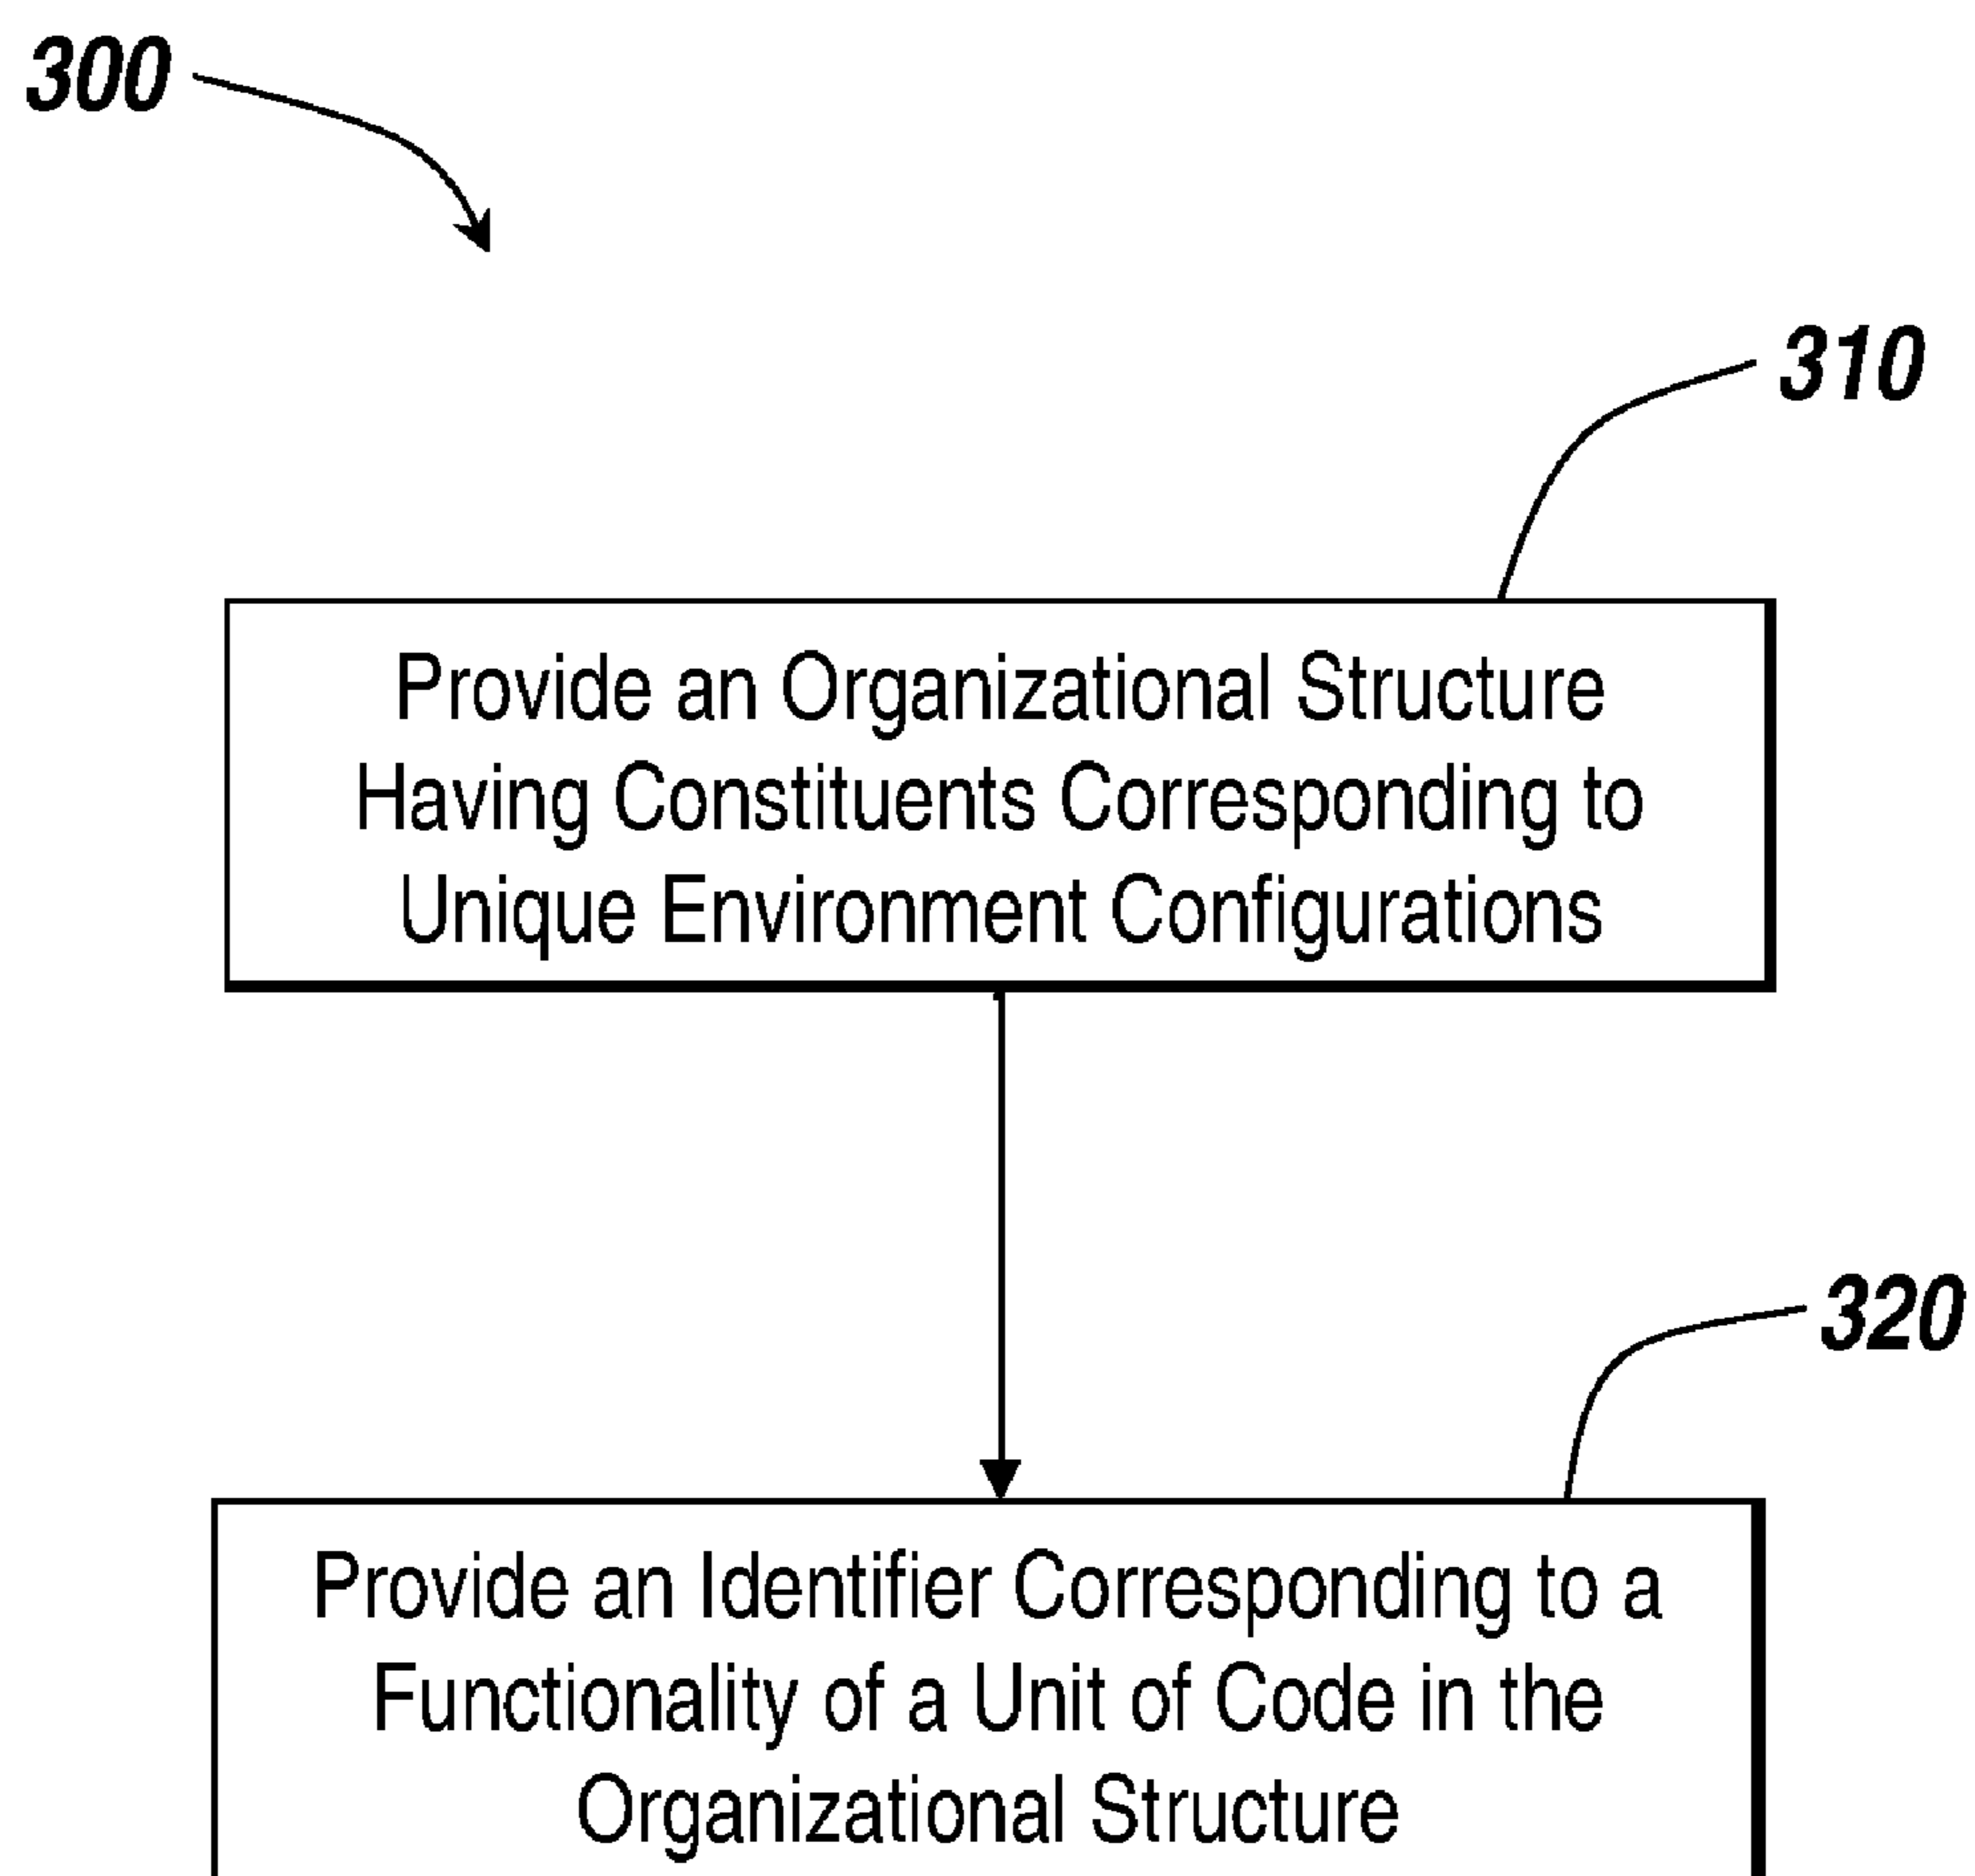 300
310
Provide an Organizational Structure
Having Constituents Corresponding to
Unique Environment Configurations
320
Provide an Identifier Corresponding to a
Functionality of a Unit of Code in the
Organizational Structure